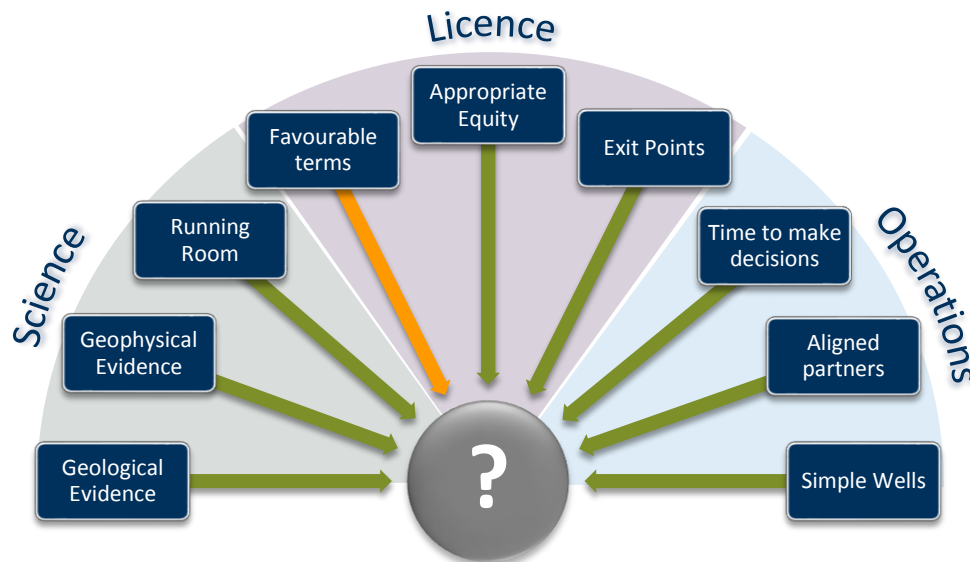 Licence
Science
Operations
Appropriate
Equity
Favourable
terms
Exit Points
Running
Room
Time to make
decisions
Geophysical
Evidence
Aligned
partners
Geological
Evidence
Simple Wells
?